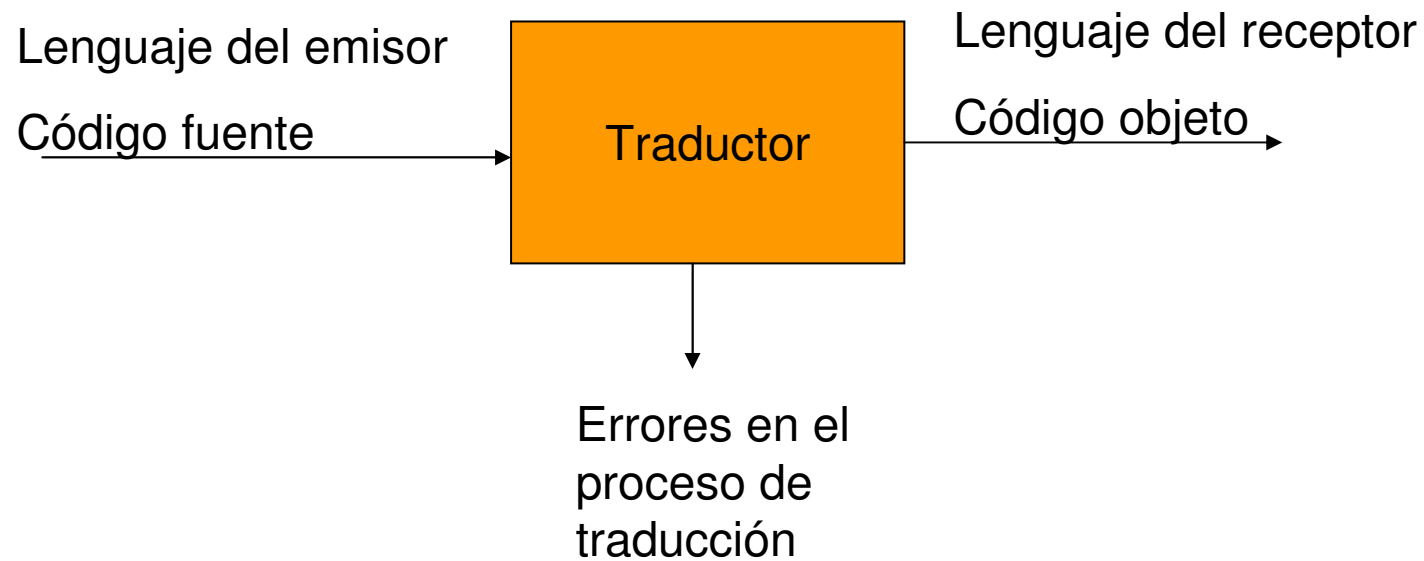 Lenguaje del emisor
Código fuente
Traductor
Lenguaje del receptor
Código objeto
Errores en el
proceso de
traducción